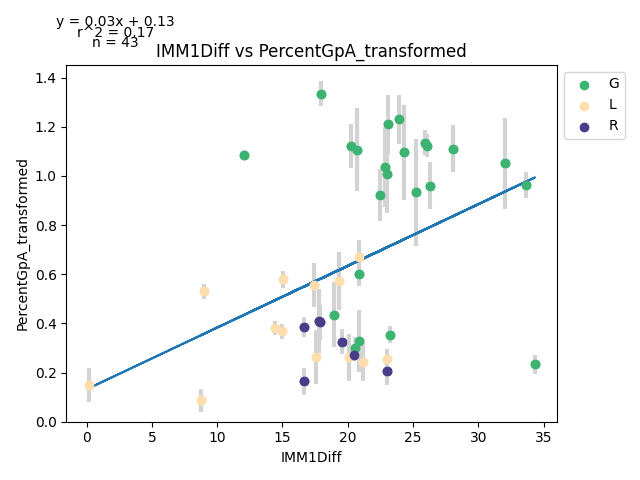 y = 0.03x + 0.13
r^2 = 0.17
n = 43
IMM1Diff vs PercentGpA_transformed
G
L
R
PercentGpA_transformed
1.4
1.2
1.0
0.8
0.6
0.4
0.2
0.0
0 5 10 15 20 25 30 35
IMM1Diff